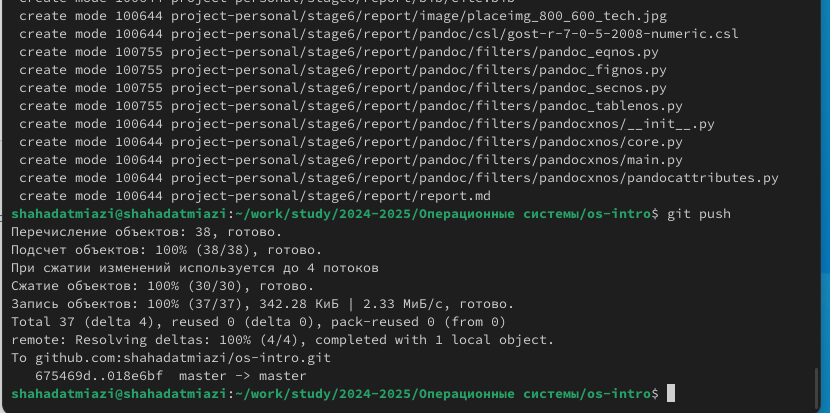 create mode 100644 project-personal/stage6/report/image/placeimg_800_600_tech.jpg
create mode 100644 project-personal/stage6/report/pandoc/csl/gost-r-7-0-5-2008-numeric.csl
create mode 100755 project-personal/stage6/report/pandoc/filters/pandoc_eqnos.py
create mode 100755 project-personal/stage6/report/pandoc/filters/pandoc_fignos.py
create mode 100755 project-personal/stage6/report/pandoc/filters/pandoc_secnos.py
create mode 100755 project-personal/stage6/report/pandoc/filters/pandoc_tablenos.py
create mode 100644 project-personal/stage6/report/pandoc/filters/pandocxnos/__init__.py
create mode 100644 project-personal/stage6/report/pandoc/filters/pandocxnos/core.py
create mode 100644 project-personal/stage6/report/pandoc/filters/pandocxnos/main.py
create mode 100644 project-personal/stage6/report/pandoc/filters/pandocxnos/pandocattributes.py
create mode 100644 project-personal/stage6/report/report.md
shahadatmiazi@shahadatmiazi:~/work/study/2024-2025/Операционные системы/os-intro$ git push
Перечисление объектов: 38, готово.
Подсчет объектов: 100% (38/38), готово.
При сжатии изменений используется до 4 потоков
Сжатие объектов: 100% (30/30), готово.
Запись объектов: 100% (37/37), 342.28 КиБ | 2.33 МиБ/с, готово.
Total 37 (delta 4), reused 0 (delta 0), pack-reused 0 (from 0)
remote: Resolving deltas: 100% (4/4), completed with 1 local object.
To github.com:shahadatmiazi/os-intro.git
675469d..018e6bf  master -> master
shahadatmiazi@shahadatmiazi:~/work/study/2024-2025/Операционные системы/os-intro$